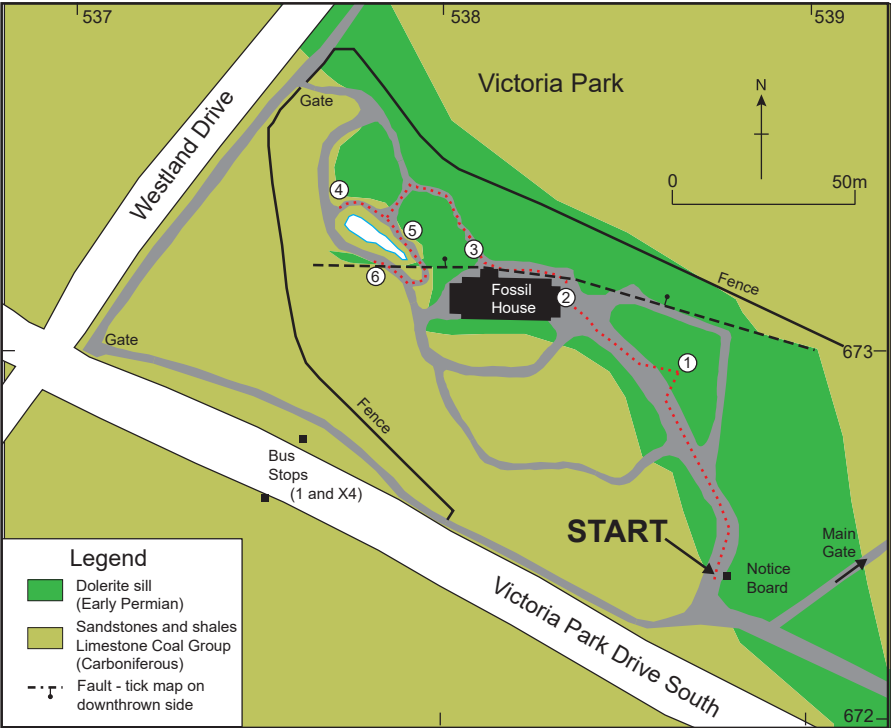 537
538
539
Victoria Park
N
0
50m
Gate
Westland Drive
4
5
3
6
Fossil
House
2
Fence
673
1
Gate
Fence
Bus
Stops
(1 and X4)
START
Main
Gate
Notice
Board
Victoria Park Drive South
672
Legend
Dolerite sill
(Early Permian)
Sandstones and shales
Limestone Coal Group
(Carboniferous)
Fault - tick map on
downthrown side